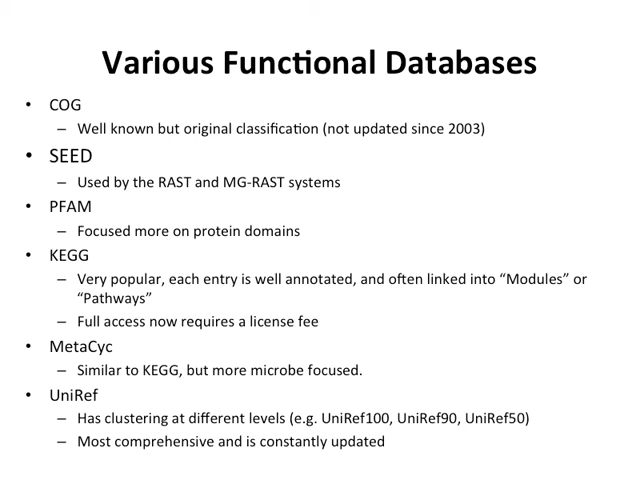 Various Functional Databases
• COG
– Well known but original classification (not updated since 2003)
• SEED
– Used by the RAST and MG-RAST systems
• PFAM
– Focused more on protein domains
• KEGG
– Very popular, each entry is well annotated, and often linked into “Modules” or
“Pathways”
– Full access now requires a license fee
• MetaCyc
– Similar to KEGG, but more microbe focused.
• UniRef
– Has clustering at different levels (e.g. UniRef100, UniRef90, UniRef50)
– Most comprehensive and is constantly updated